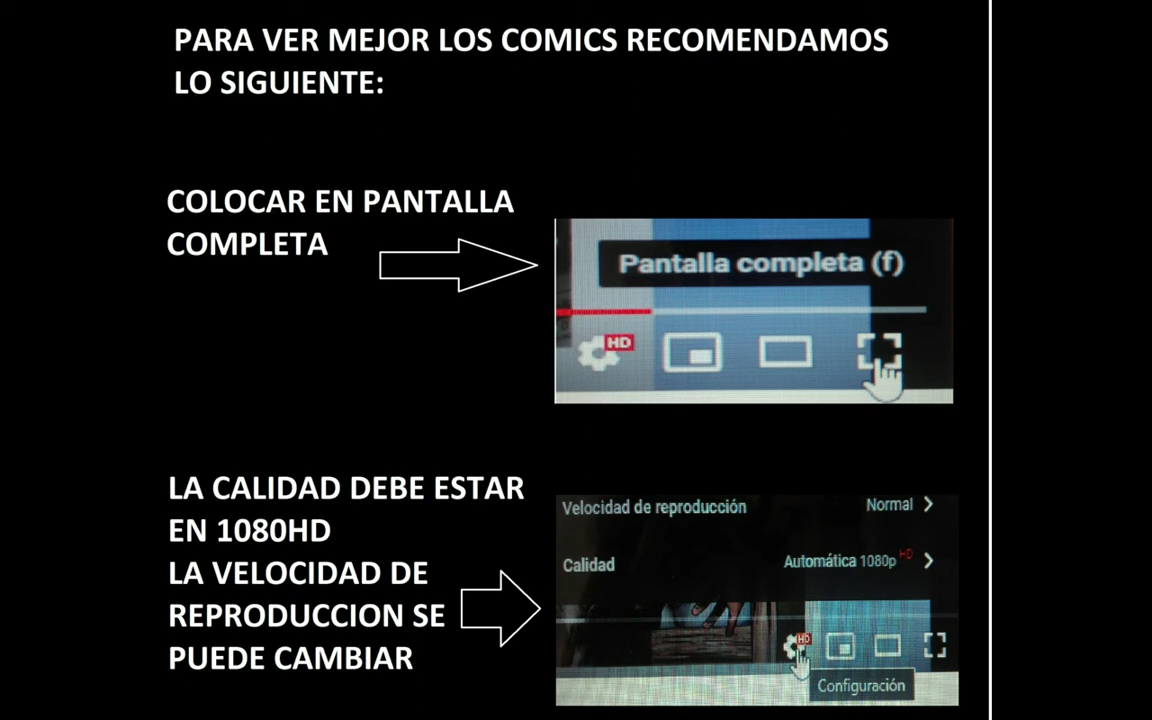 PARA VER MEJOR LOS COMICS RECOMENDAMOS
LO SIGUIENTE:
COLOCAR EN PANTALLA
COMPLETA
Pantalla completa (f)
HD
LA CALIDAD DEBE ESTAR
EN 1080HD
LA VELOCIDAD DE
REPRODUCCION SE
PUEDE CAMBIAR
Velocidad de reproducción Normal
Calidad Automática 1080p HD
HD
Configuración